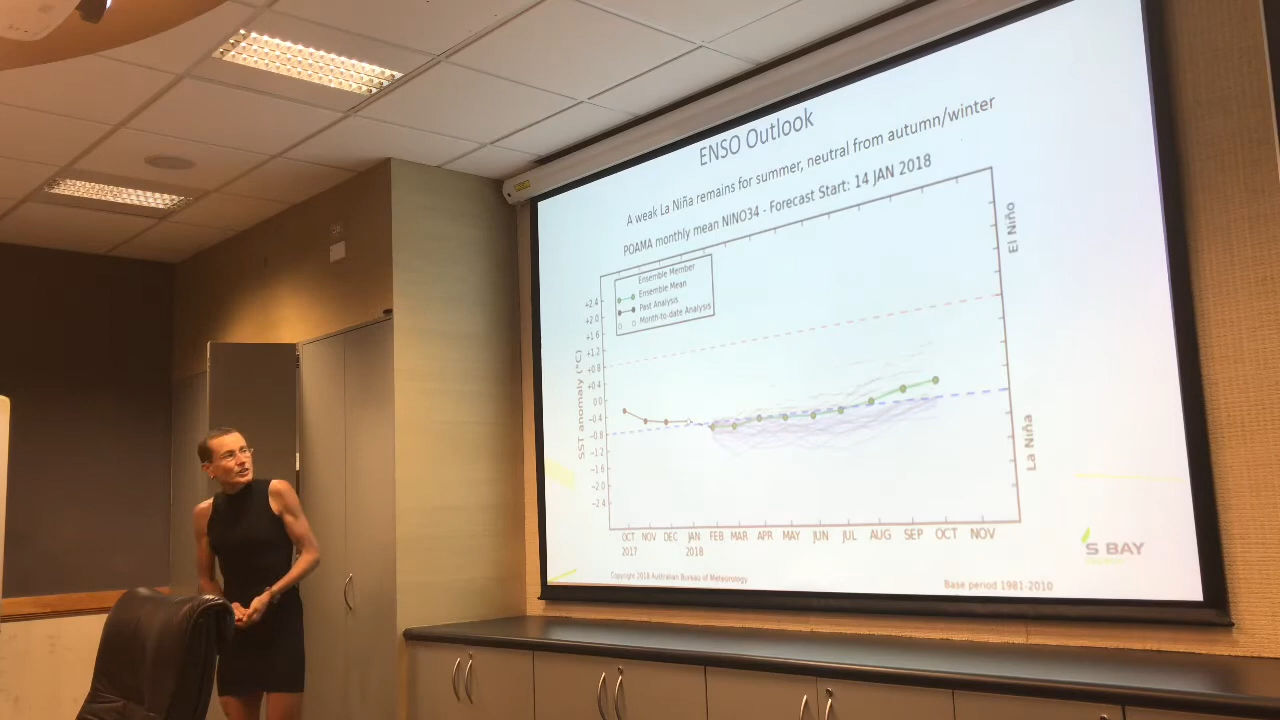 ENSO Outlook
A weak La Niña remains for summer, neutral from autumn/winter
POAMA monthly mean NINO34 - Forecast Start: 14 JAN 2018
Ensemble Member
Ensemble Mean
Past Analysis
Month-to-date Analysis
El Niño
La Niña
SST anomaly (°C)
+2.4
+2.0
+1.6
+1.2
+0.8
+0.4
0.0
−0.4
−0.8
−1.2
−1.6
−2.0
−2.4
OCT NOV DEC JAN FEB MAR APR MAY JUN JUL AUG SEP OCT NOV
2017 2018
Copyright 2018 Australian Bureau of Meteorology
Base period 1981-2010
S BAY